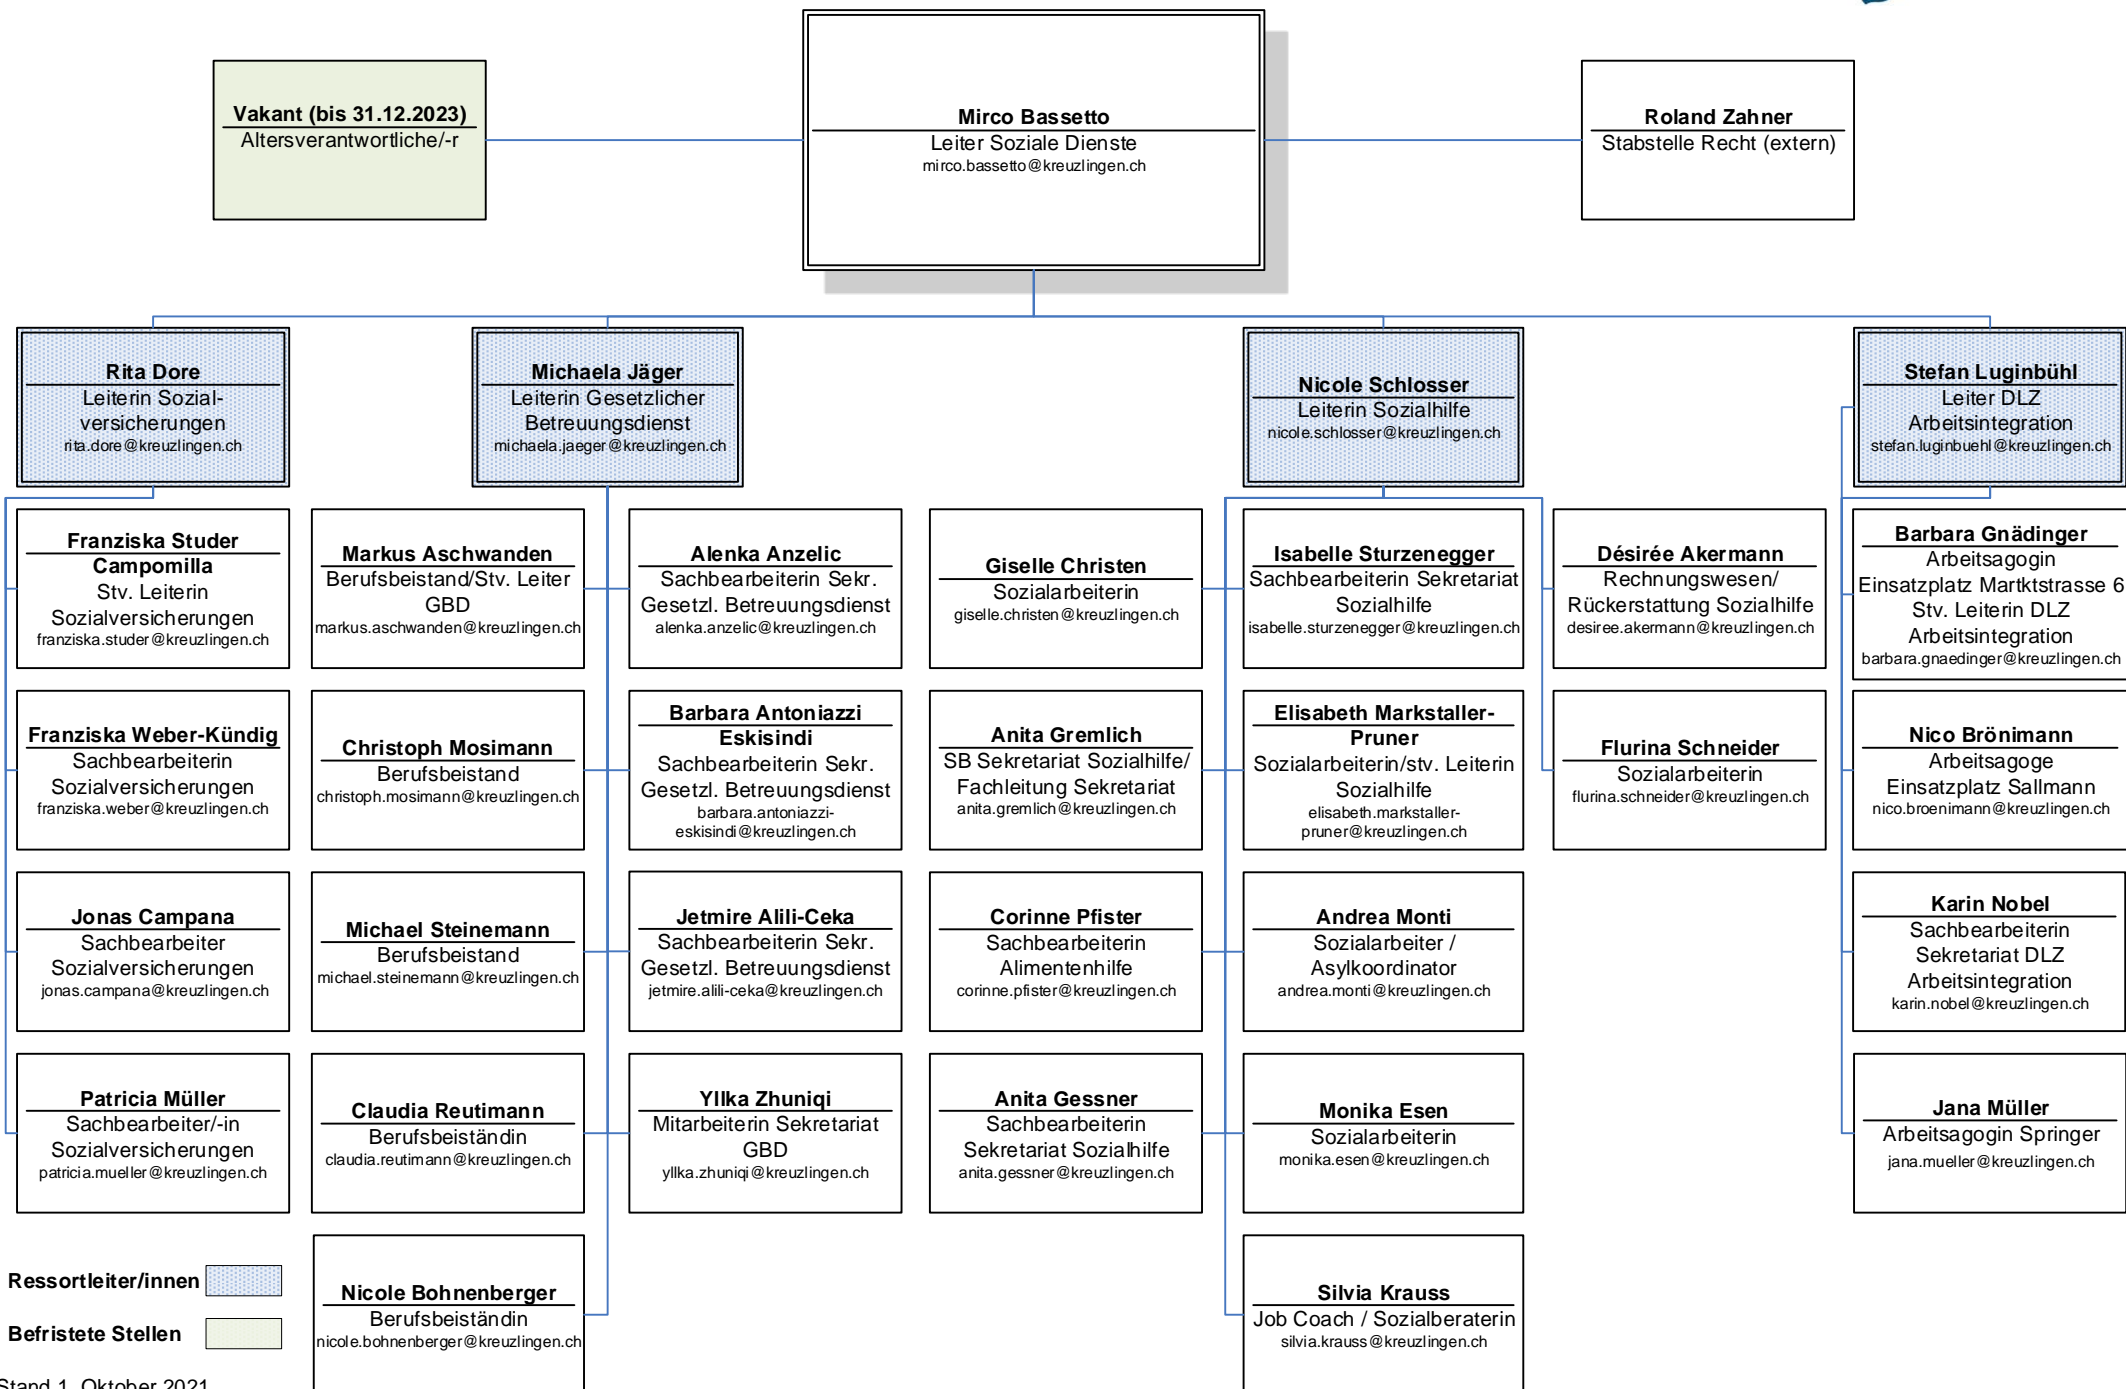 Vakant (bis 31.12.2023)
Altersverantwortliche/-r
Mirco Bassetto
Leiter Soziale Dienste
mirco.bassetto@kreuzlingen.ch
Roland Zahner
Stabstelle Recht (extern)
Rita Dore
Leiterin Sozial-
versicherungen
rita.dore@kreuzlingen.ch
Michaela Jäger
Leiterin Gesetzlicher
Betreuungsdienst
michaela.jaeger@kreuzlingen.ch
Nicole Schlosser
Leiterin Sozialhilfe
nicole.schlosser@kreuzlingen.ch
Stefan Luginbühl
Leiter DLZ
Arbeitsintegration
stefan.luginbuehl@kreuzlingen.ch
Franziska Studer
Campomilla
Stv. Leiterin
Sozialversicherungen
franziska.studer@kreuzlingen.ch
Markus Aschwanden
Berufsbeistand/Stv. Leiter
GBD
markus.aschwanden@kreuzlingen.ch
Alenka Anzelic
Sachbearbeiterin Sekr.
Gesetzl. Betreuungsdienst
alenka.anzelic@kreuzlingen.ch
Giselle Christen
Sozialarbeiterin
giselle.christen@kreuzlingen.ch
Isabelle Sturzenegger
Sachbearbeiterin Sekretariat
Sozialhilfe
isabelle.sturzenegger@kreuzlingen.ch
Désirée Akermann
Rechnungswesen/
Rückerstattung Sozialhilfe
desiree.akermann@kreuzlingen.ch
Barbara Gnädinger
Arbeitsagogin
Einsatzplatz Martktstrasse 6
Stv. Leiterin DLZ
Arbeitsintegration
barbara.gnaedinger@kreuzlingen.ch
Franziska Weber-Kündig
Sachbearbeiterin
Sozialversicherungen
franziska.weber@kreuzlingen.ch
Christoph Mosimann
Berufsbeistand
christoph.mosimann@kreuzlingen.ch
Barbara Antoniazzi
Eskisindi
Sachbearbeiterin Sekr.
Gesetzl. Betreuungsdienst
barbara.antoniazzi-
eskisindi@kreuzlingen.ch
Anita Gremlich
SB Sekretariat Sozialhilfe/
Fachleitung Sekretariat
anita.gremlich@kreuzlingen.ch
Elisabeth Markstaller-
Pruner
Sozialarbeiterin/stv. Leiterin
Sozialhilfe
elisabeth.markstaller-
pruner@kreuzlingen.ch
Flurina Schneider
Sozialarbeiterin
flurina.schneider@kreuzlingen.ch
Nico Brönimann
Arbeitsagoge
Einsatzplatz Sallmann
nico.broenimann@kreuzlingen.ch
Jonas Campana
Sachbearbeiter
Sozialversicherungen
jonas.campana@kreuzlingen.ch
Michael Steinemann
Berufsbeistand
michael.steinemann@kreuzlingen.ch
Jetmire Alili-Ceka
Sachbearbeiterin Sekr.
Gesetzl. Betreuungsdienst
jetmire.alili-ceka@kreuzlingen.ch
Corinne Pfister
Sachbearbeiterin
Alimentenhilfe
corinne.pfister@kreuzlingen.ch
Andrea Monti
Sozialarbeiter /
Asylkoordinator
andrea.monti@kreuzlingen.ch
Karin Nobel
Sachbearbeiterin
Sekretariat DLZ
Arbeitsintegration
karin.nobel@kreuzlingen.ch
Patricia Müller
Sachbearbeiter/-in
Sozialversicherungen
patricia.mueller@kreuzlingen.ch
Claudia Reutimann
Berufsbeiständin
claudia.reutimann@kreuzlingen.ch
Yllka Zhuniqi
Mitarbeiterin Sekretariat
GBD
yllka.zhuniqi@kreuzlingen.ch
Anita Gessner
Sachbearbeiterin
Sekretariat Sozialhilfe
anita.gessner@kreuzlingen.ch
Monika Esen
Sozialarbeiterin
monika.esen@kreuzlingen.ch
Jana Müller
Arbeitsagogin Springer
jana.mueller@kreuzlingen.ch
Nicole Bohnenberger
Berufsbeiständin
nicole.bohnenberger@kreuzlingen.ch
Silvia Krauss
Job Coach / Sozialberaterin
silvia.krauss@kreuzlingen.ch
Ressortleiter/innen
Befristete Stellen
Stand 1. Oktober 2021